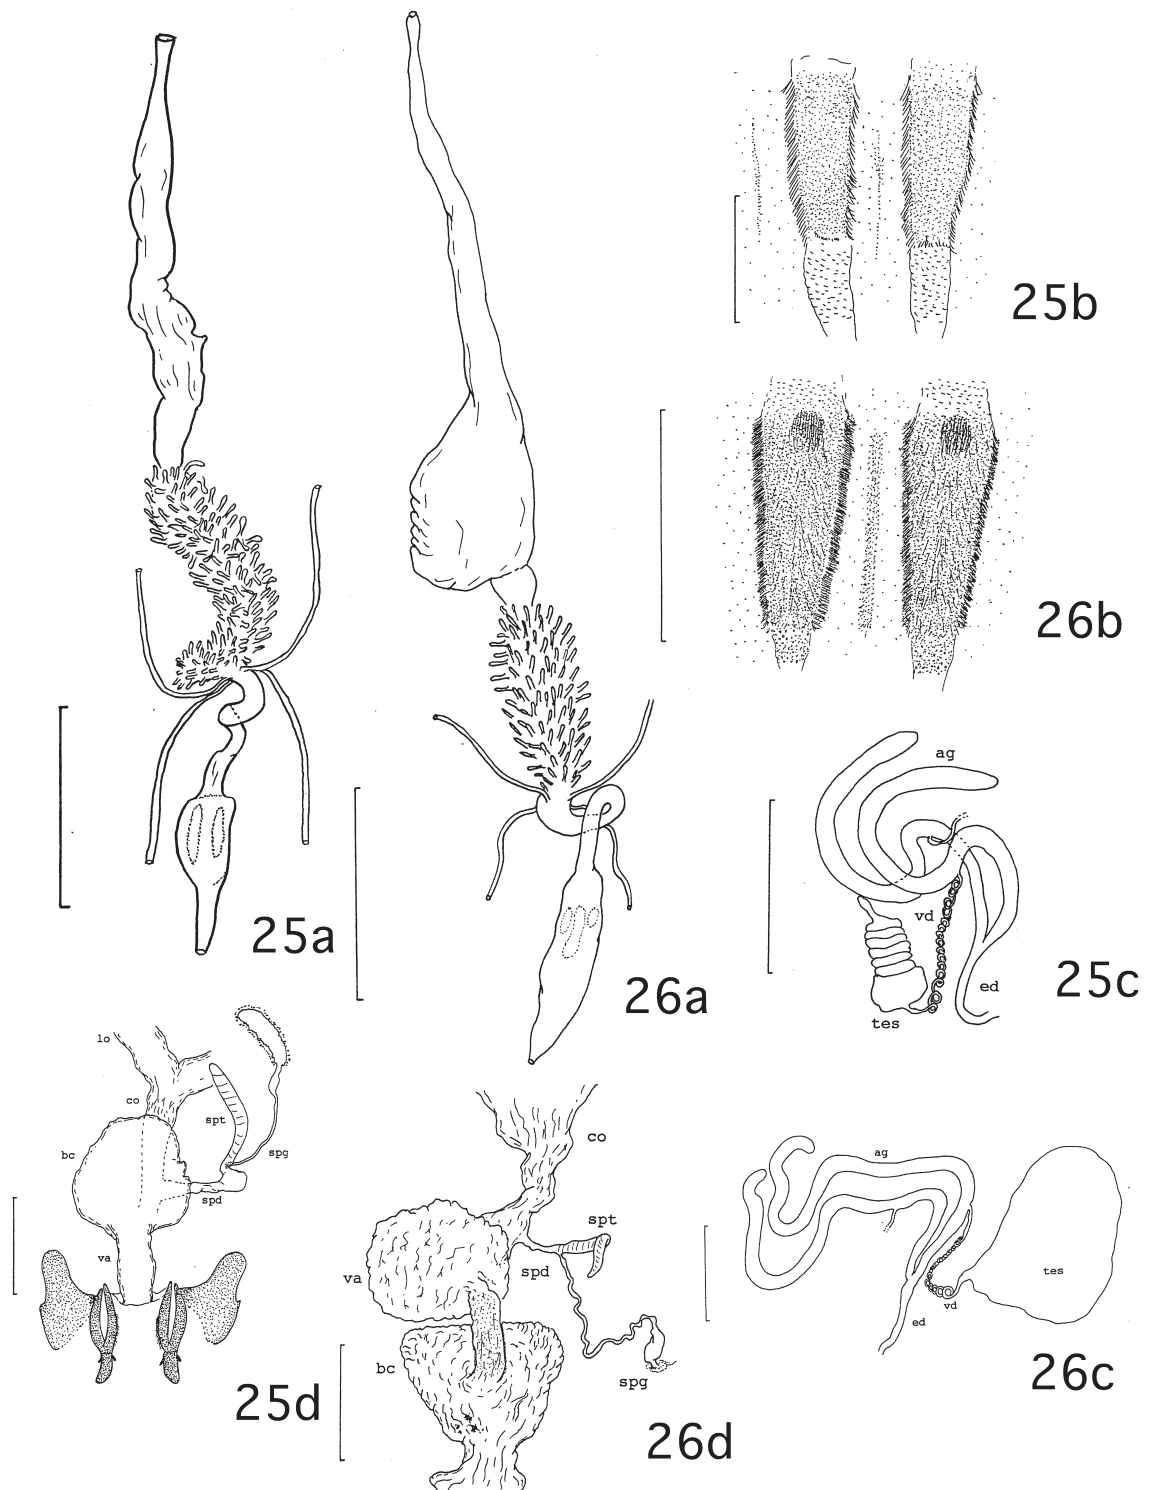 25a
26a
25b
26b
ag
vd
ed
tes
25c
lo
co
bc
spt
spg
spd
va
25d
co
spt
spd
va
bc
spg
26d
ag
tes
vd
ed
26c